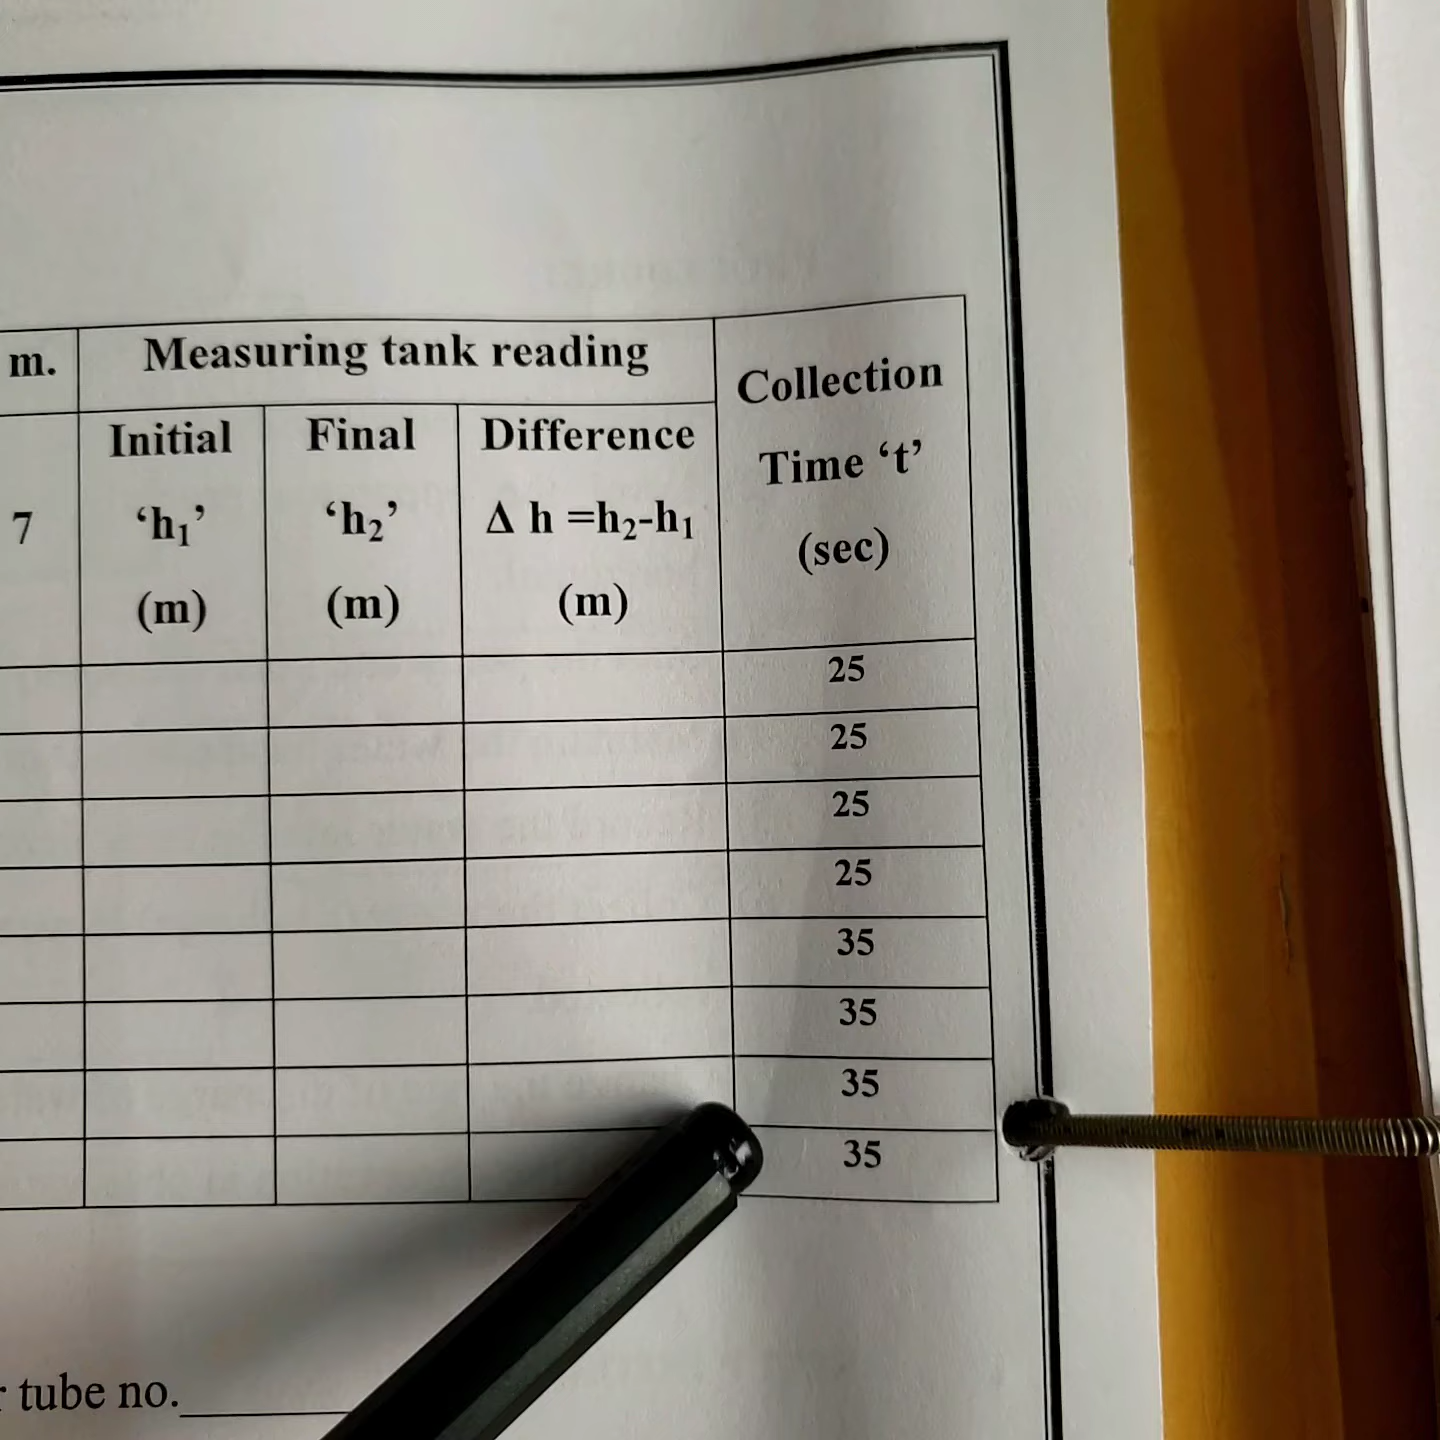 m.
Measuring tank reading
Collection
Time ‘t’
(sec)
7
Initial
‘h₁’
(m)
Final
‘h₂’
(m)
Difference
Δ h =h₂-h₁
(m)
25
25
25
25
35
35
35
35
tube no.